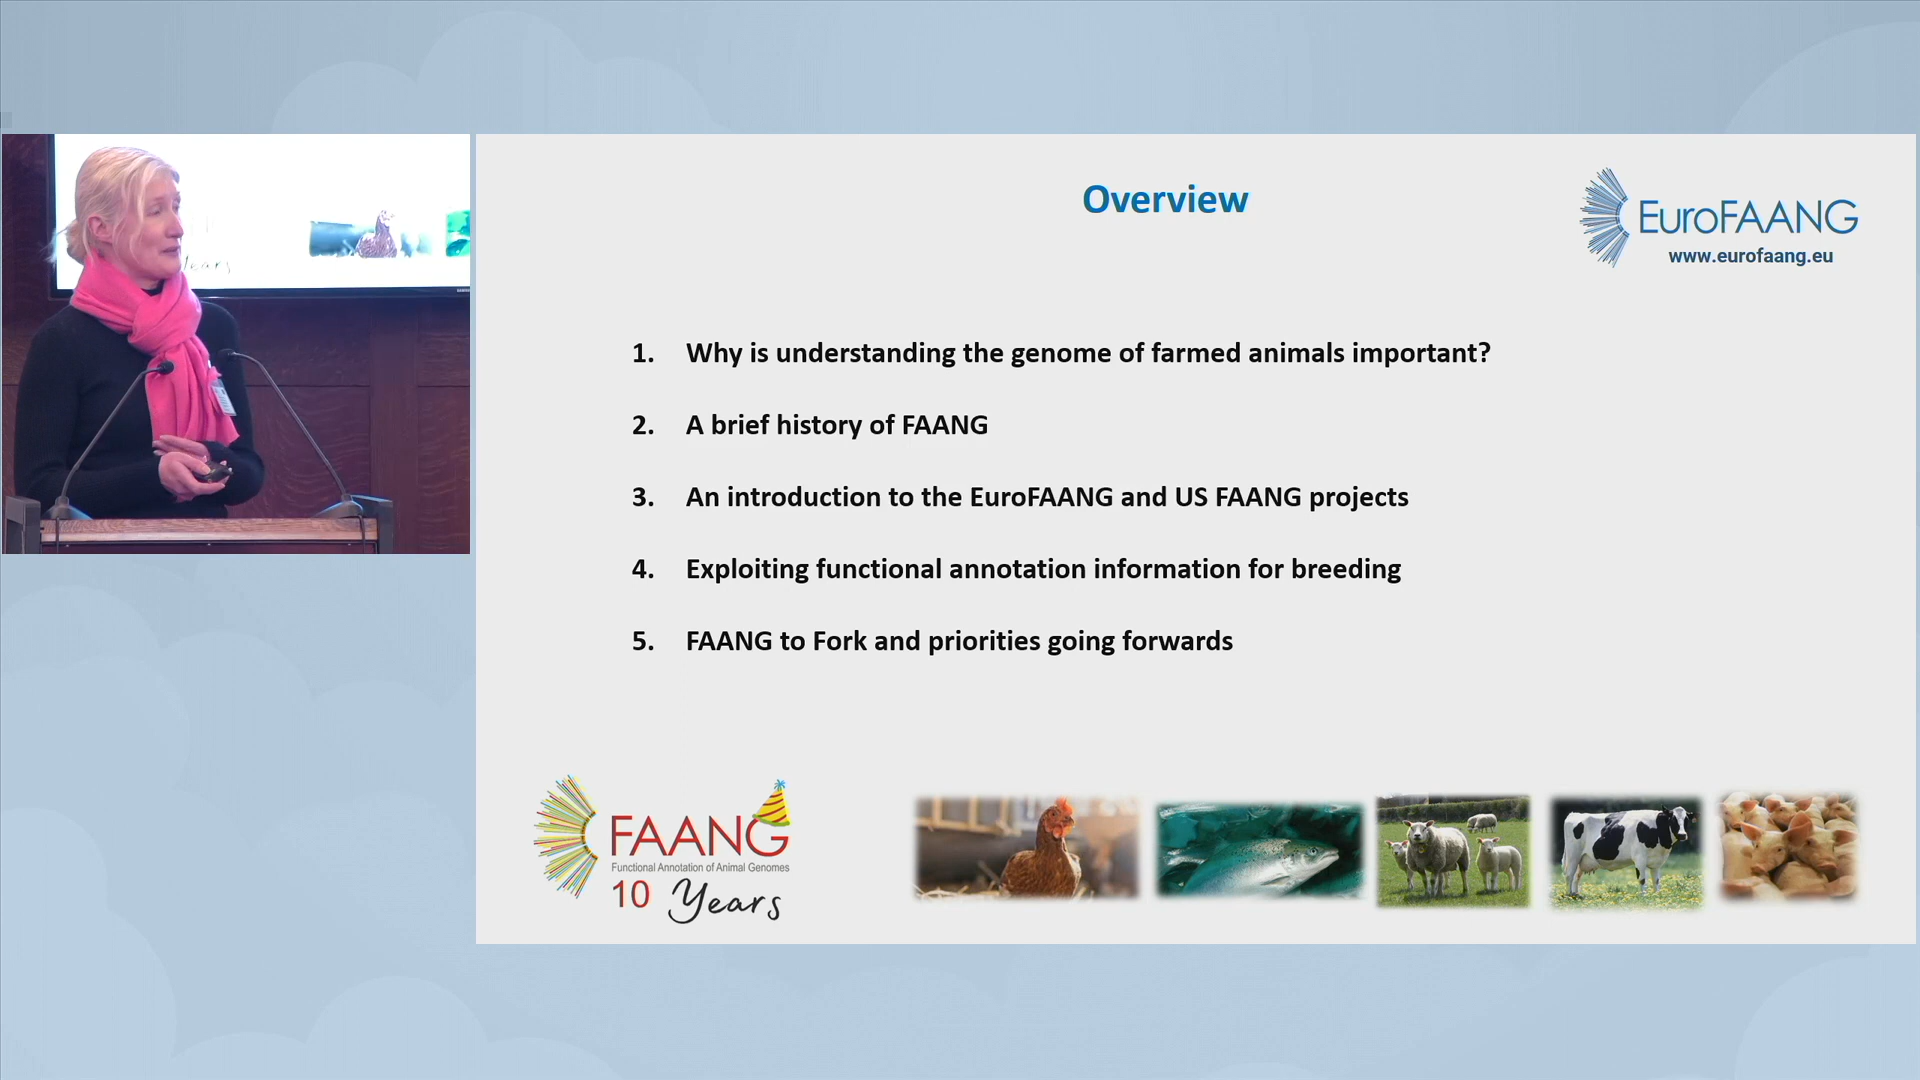 Overview
EuroFAANG
www.eurofaang.eu
1. Why is understanding the genome of farmed animals important?
2. A brief history of FAANG
3. An introduction to the EuroFAANG and US FAANG projects
4. Exploiting functional annotation information for breeding
5. FAANG to Fork and priorities going forwards
FAANG
Functional Annotation of Animal Genomes
10 Years